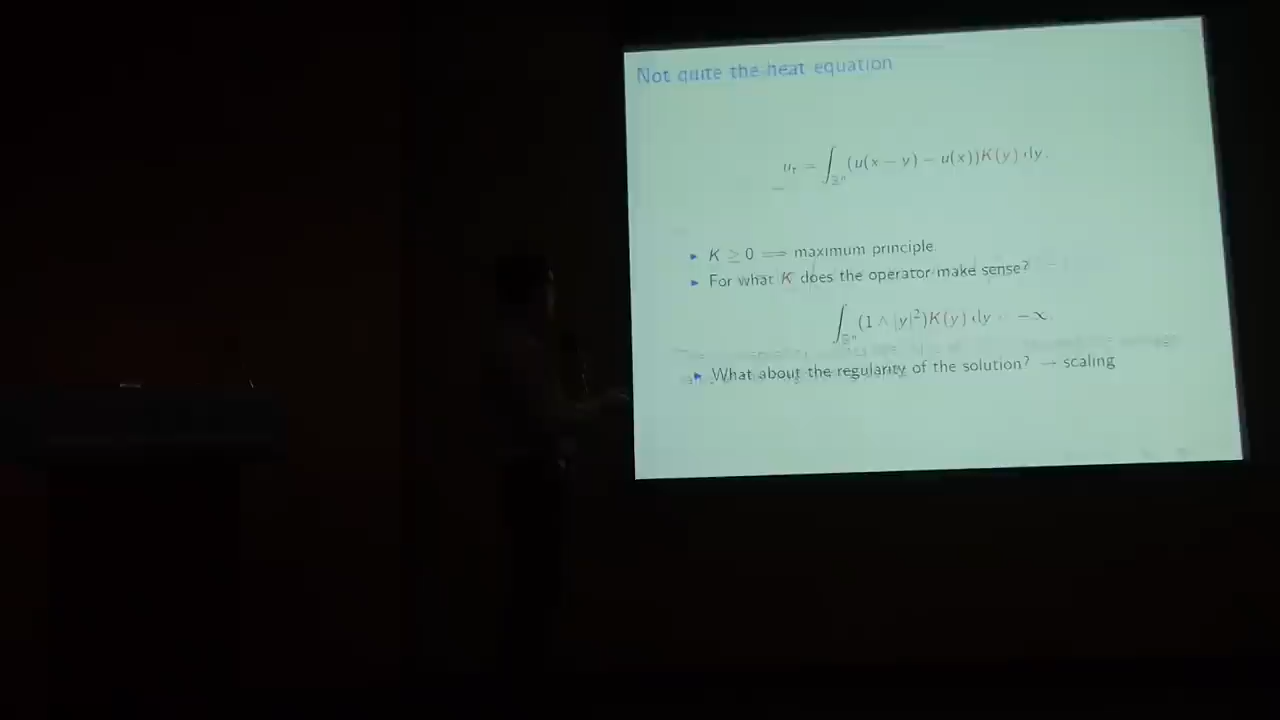 Not quite the heat equation
u_t = ∫_{ℝ^n} (u(x − y) − u(x))K(y) dy.
▸ K ≥ 0 ⟹ maximum principle.
▸ For what K does the operator make sense?
∫_{ℝ^n} (1 ∧ |y|²)K(y) dy
▸ What about the regularity of the solution? → scaling